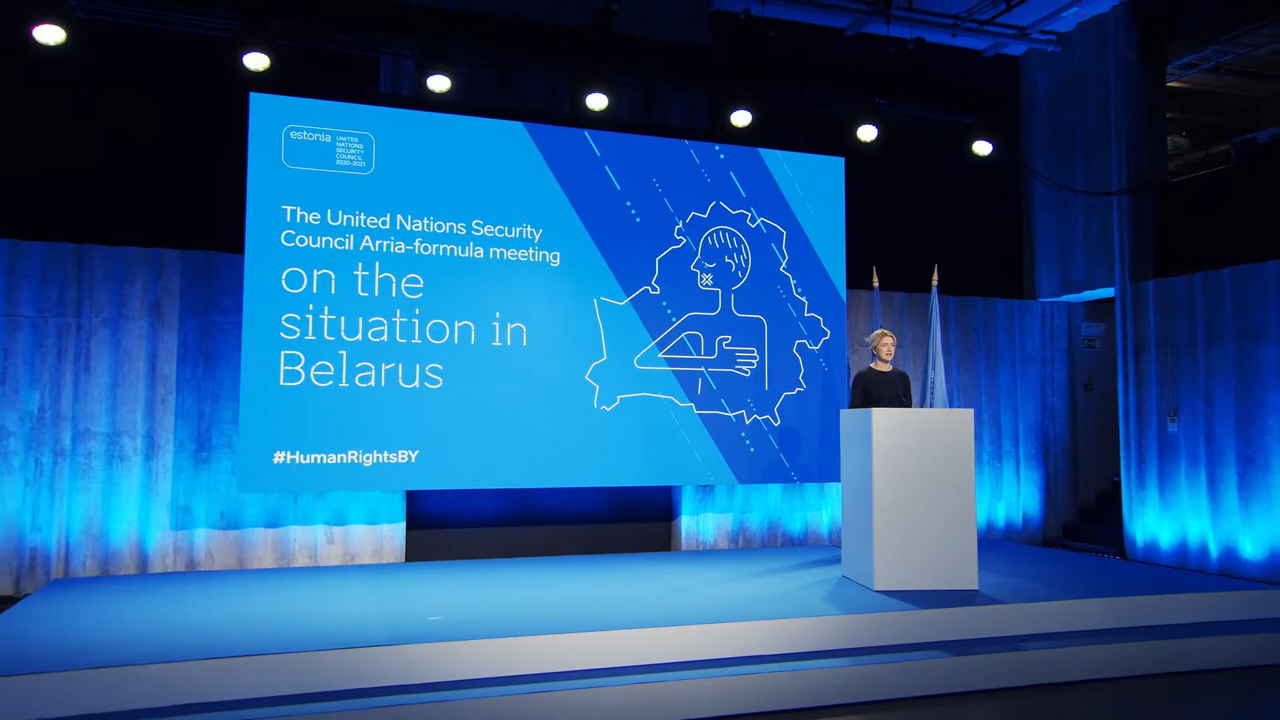 estonia
UNITED
NATIONS
SECURITY
COUNCIL
2020-2021
The United Nations Security
Council Arria-formula meeting
on the
situation in
Belarus
#HumanRightsBY